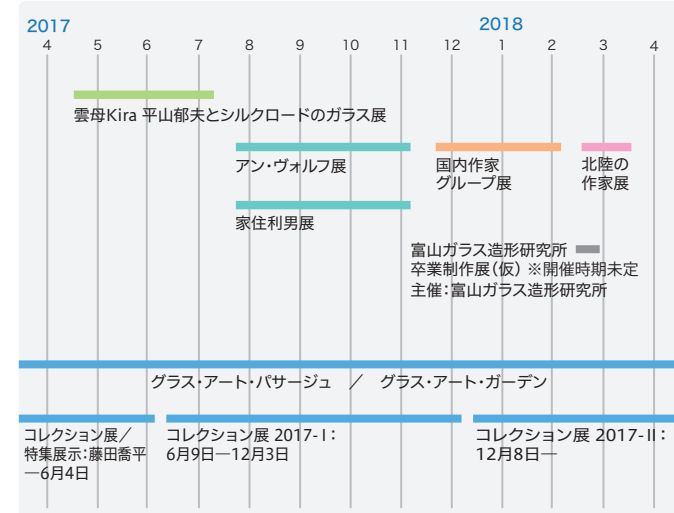 2017
2018
4 5 6 7 8 9 10 11 12 1 2 3 4
雲母Kira 平山郁夫とシルクロードのガラス展
アン・ヴォルフ展
国内作家
グループ展
北陸の
作家展
家住利男展
富山ガラス造形研究所
卒業制作展(仮) ※開催時期未定
主催:富山ガラス造形研究所
グラス・アート・パサージュ / グラス・アート・ガーデン
コレクション展/
特集展示:藤田喬平
―6月4日
コレクション展 2017-I:
6月9日―12月3日
コレクション展 2017-II:
12月8日―